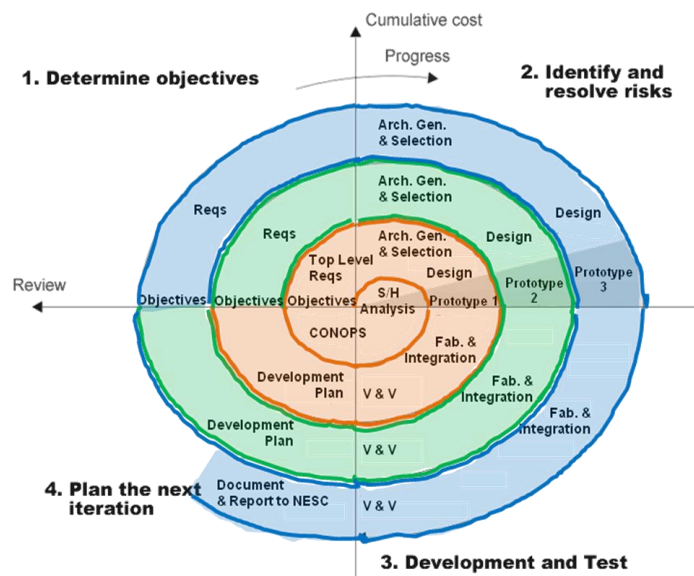 Cumulative cost
Progress
1. Determine objectives
2. Identify and
resolve risks
Arch. Gen.
& Selection
Arch. Gen.
& Selection
Reqs
Design
Reqs
Arch. Gen.
& Selection
Design
Top Level
Reqs
Design
Review
Objectives
Objectives
Objectives
S/H
Analysis
Prototype 1
Prototype
2
Prototype
3
CONOPS
Fab. &
Integration
Development
Plan
V & V
Fab. &
Integration
Fab. &
Integration
Development
Plan
V & V
4. Plan the next
iteration
Document
& Report to NESC
V & V
3. Development and Test